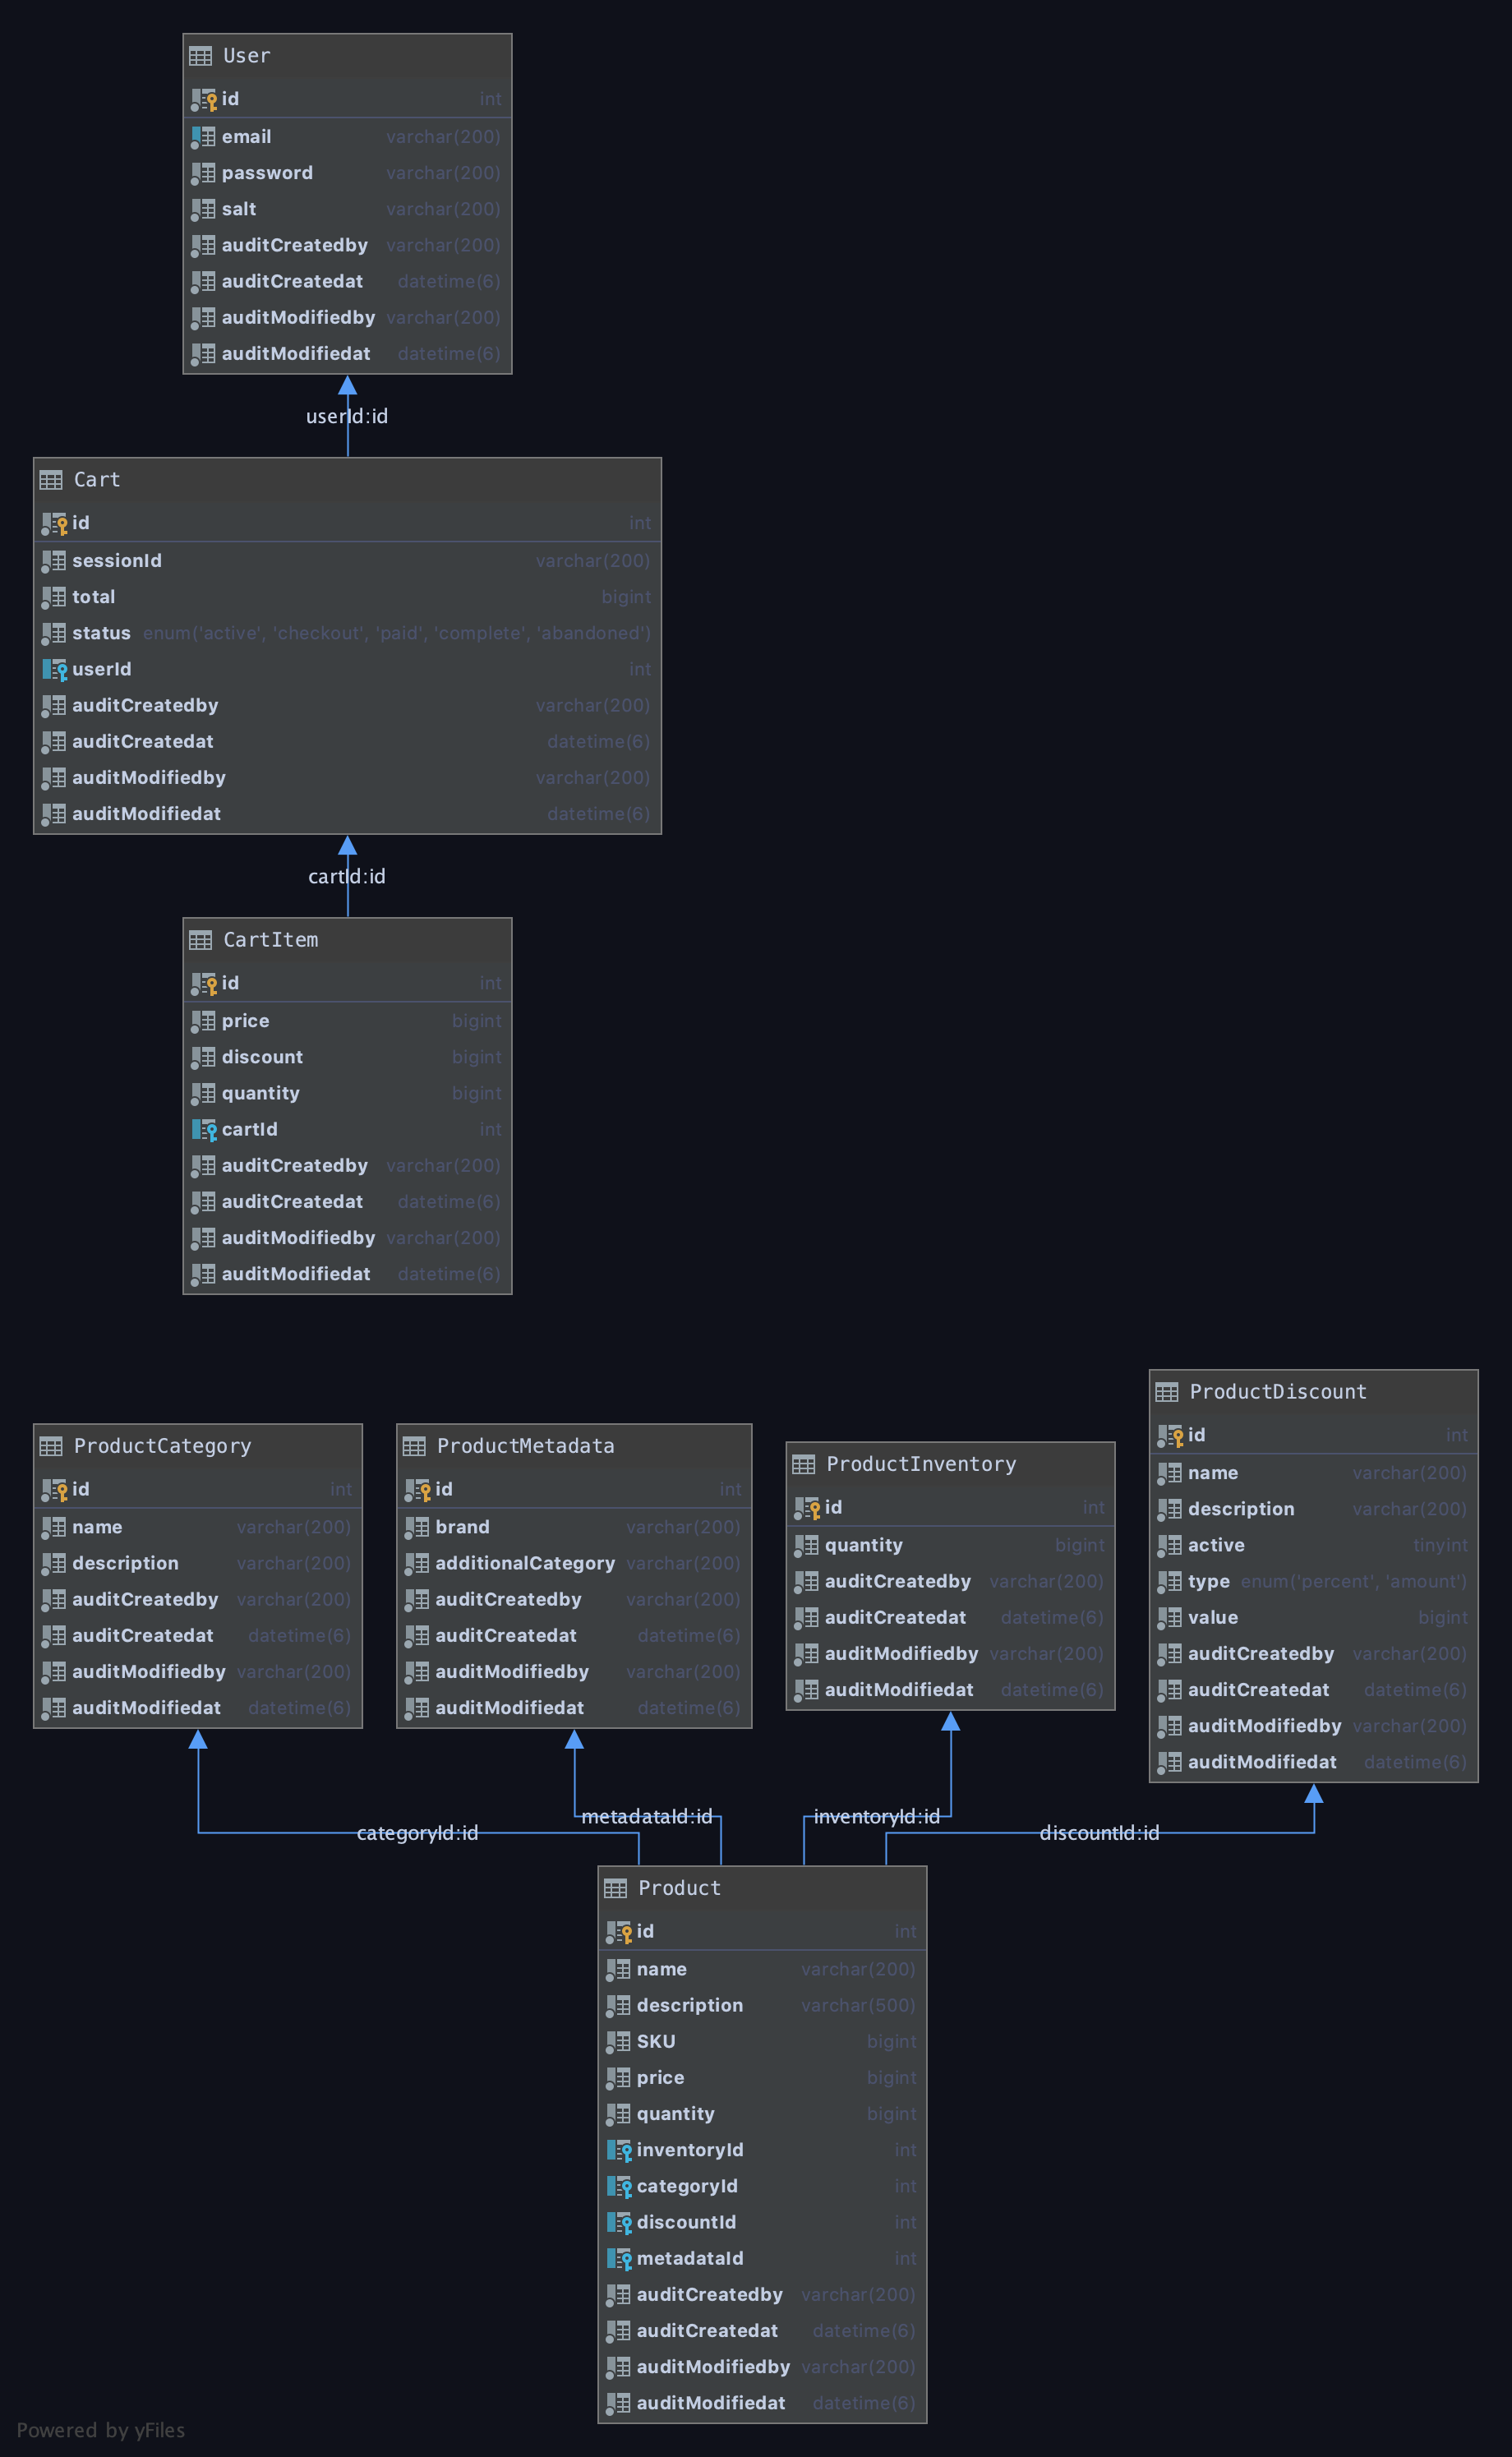 User
id int
email varchar(200)
password varchar(200)
salt varchar(200)
auditCreatedby varchar(200)
auditCreatedat datetime(6)
auditModifiedby varchar(200)
auditModifiedat datetime(6)
userId:id
Cart
id int
sessionId varchar(200)
total bigint
status enum('active', 'checkout', 'paid', 'complete', 'abandoned')
userId int
auditCreatedby varchar(200)
auditCreatedat datetime(6)
auditModifiedby varchar(200)
auditModifiedat datetime(6)
cartId:id
CartItem
id int
price bigint
discount bigint
quantity bigint
cartId int
auditCreatedby varchar(200)
auditCreatedat datetime(6)
auditModifiedby varchar(200)
auditModifiedat datetime(6)
ProductCategory
id int
name varchar(200)
description varchar(200)
auditCreatedby varchar(200)
auditCreatedat datetime(6)
auditModifiedby varchar(200)
auditModifiedat datetime(6)
ProductMetadata
id int
brand varchar(200)
additionalCategory varchar(200)
auditCreatedby varchar(200)
auditCreatedat datetime(6)
auditModifiedby varchar(200)
auditModifiedat datetime(6)
ProductInventory
id int
quantity bigint
auditCreatedby varchar(200)
auditCreatedat datetime(6)
auditModifiedby varchar(200)
auditModifiedat datetime(6)
ProductDiscount
id int
name varchar(200)
description varchar(200)
active tinyint
type enum('percent', 'amount')
value bigint
auditCreatedby varchar(200)
auditCreatedat datetime(6)
auditModifiedby varchar(200)
auditModifiedat datetime(6)
categoryId:id
metadataId:id
inventoryId:id
discountId:id
Product
id int
name varchar(200)
description varchar(500)
SKU bigint
price bigint
quantity bigint
inventoryId int
categoryId int
discountId int
metadataId int
auditCreatedby varchar(200)
auditCreatedat datetime(6)
auditModifiedby varchar(200)
auditModifiedat datetime(6)
Powered by yFiles